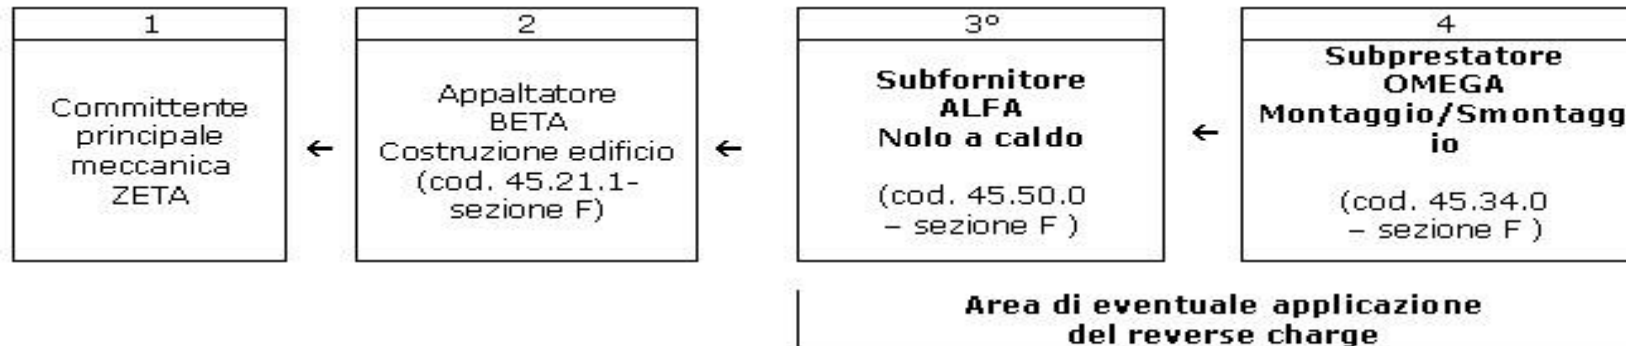 1
Committente
principale
meccanica
ZETA
←
2
Appaltatore
BETA
Costruzione edificio
(cod. 45.21.1-
sezione F)
←
3°
Subfornitore
ALFA
Nolo a caldo
(cod. 45.50.0
– sezione F )
←
4
Subprestatore
OMEGA
Montaggio/Smontagg
io
(cod. 45.34.0
– sezione F )
Area di eventuale applicazione
del reverse charge